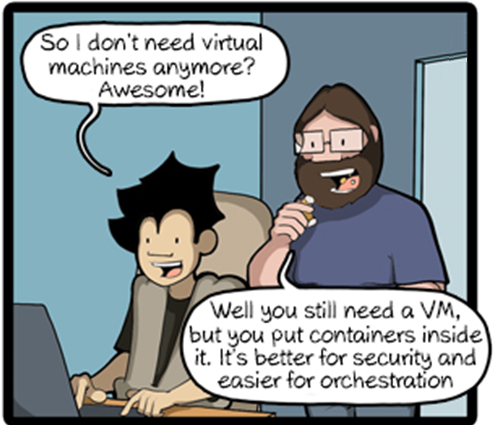 So I don't need virtual
machines anymore?
Awesome!
Well you still need a VM,
but you put containers inside
it. It's better for security and
easier for orchestration